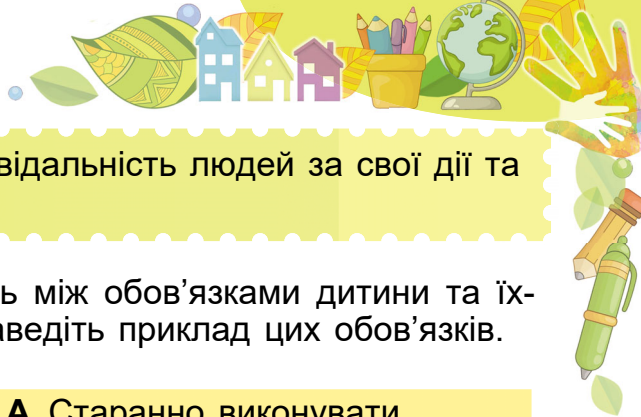 відальність людей за свої дії та
ь між обов’язками дитини та їх-
аведіть приклад цих обов’язків.
А Старанно виконувати